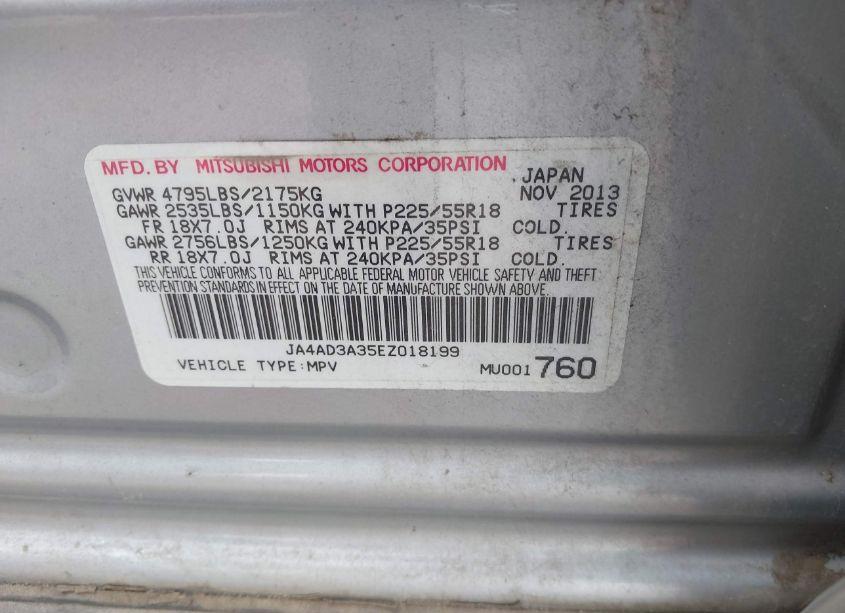 MFD. BY MITSUBISHI MOTORS CORPORATION . JAPAN
GVWR 4795LBS/2175KG NOV 2013
GAWR 2535LBS/1150KG WITH P225/55R18 TIRES
FR 18X7.0J RIMS AT 240KPA/35PSI COLD.
GAWR 2756LBS/1250KG WITH P225/55R18 TIRES
RR 18X7.0J RIMS AT 240KPA/35PSI COLD.
THIS VEHICLE CONFORMS TO ALL APPLICABLE FEDERAL MOTOR VEHICLE SAFETY AND THEFT
PREVENTION STANDARDS IN EFFECT ON THE DATE OF MANUFACTURE SHOWN ABOVE.
JA4AD3A35EZ018199
VEHICLE TYPE:MPV MU001760